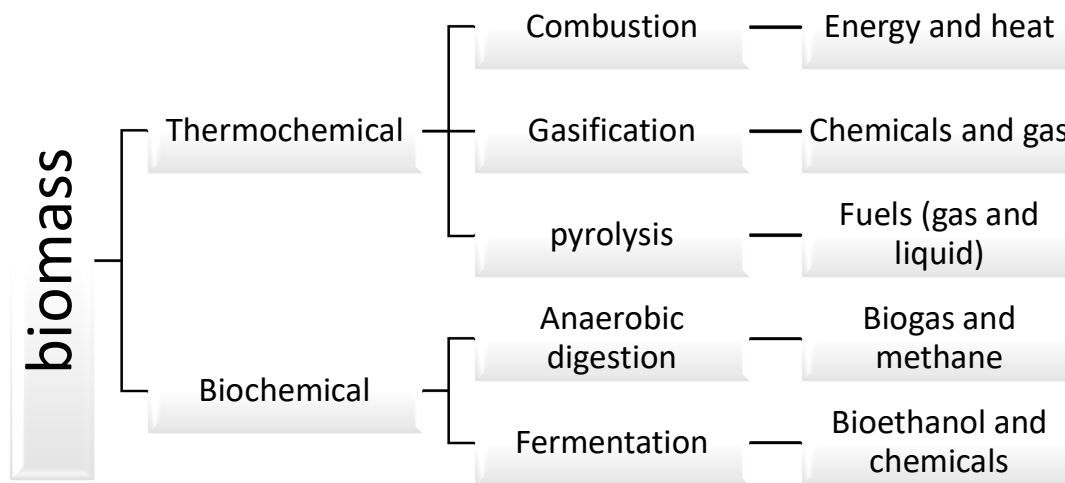 biomass
Thermochemical
Combustion
Energy and heat
Gasification
Chemicals and gas
pyrolysis
Fuels (gas and
liquid)
Biochemical
Anaerobic
digestion
Biogas and
methane
Fermentation
Bioethanol and
chemicals